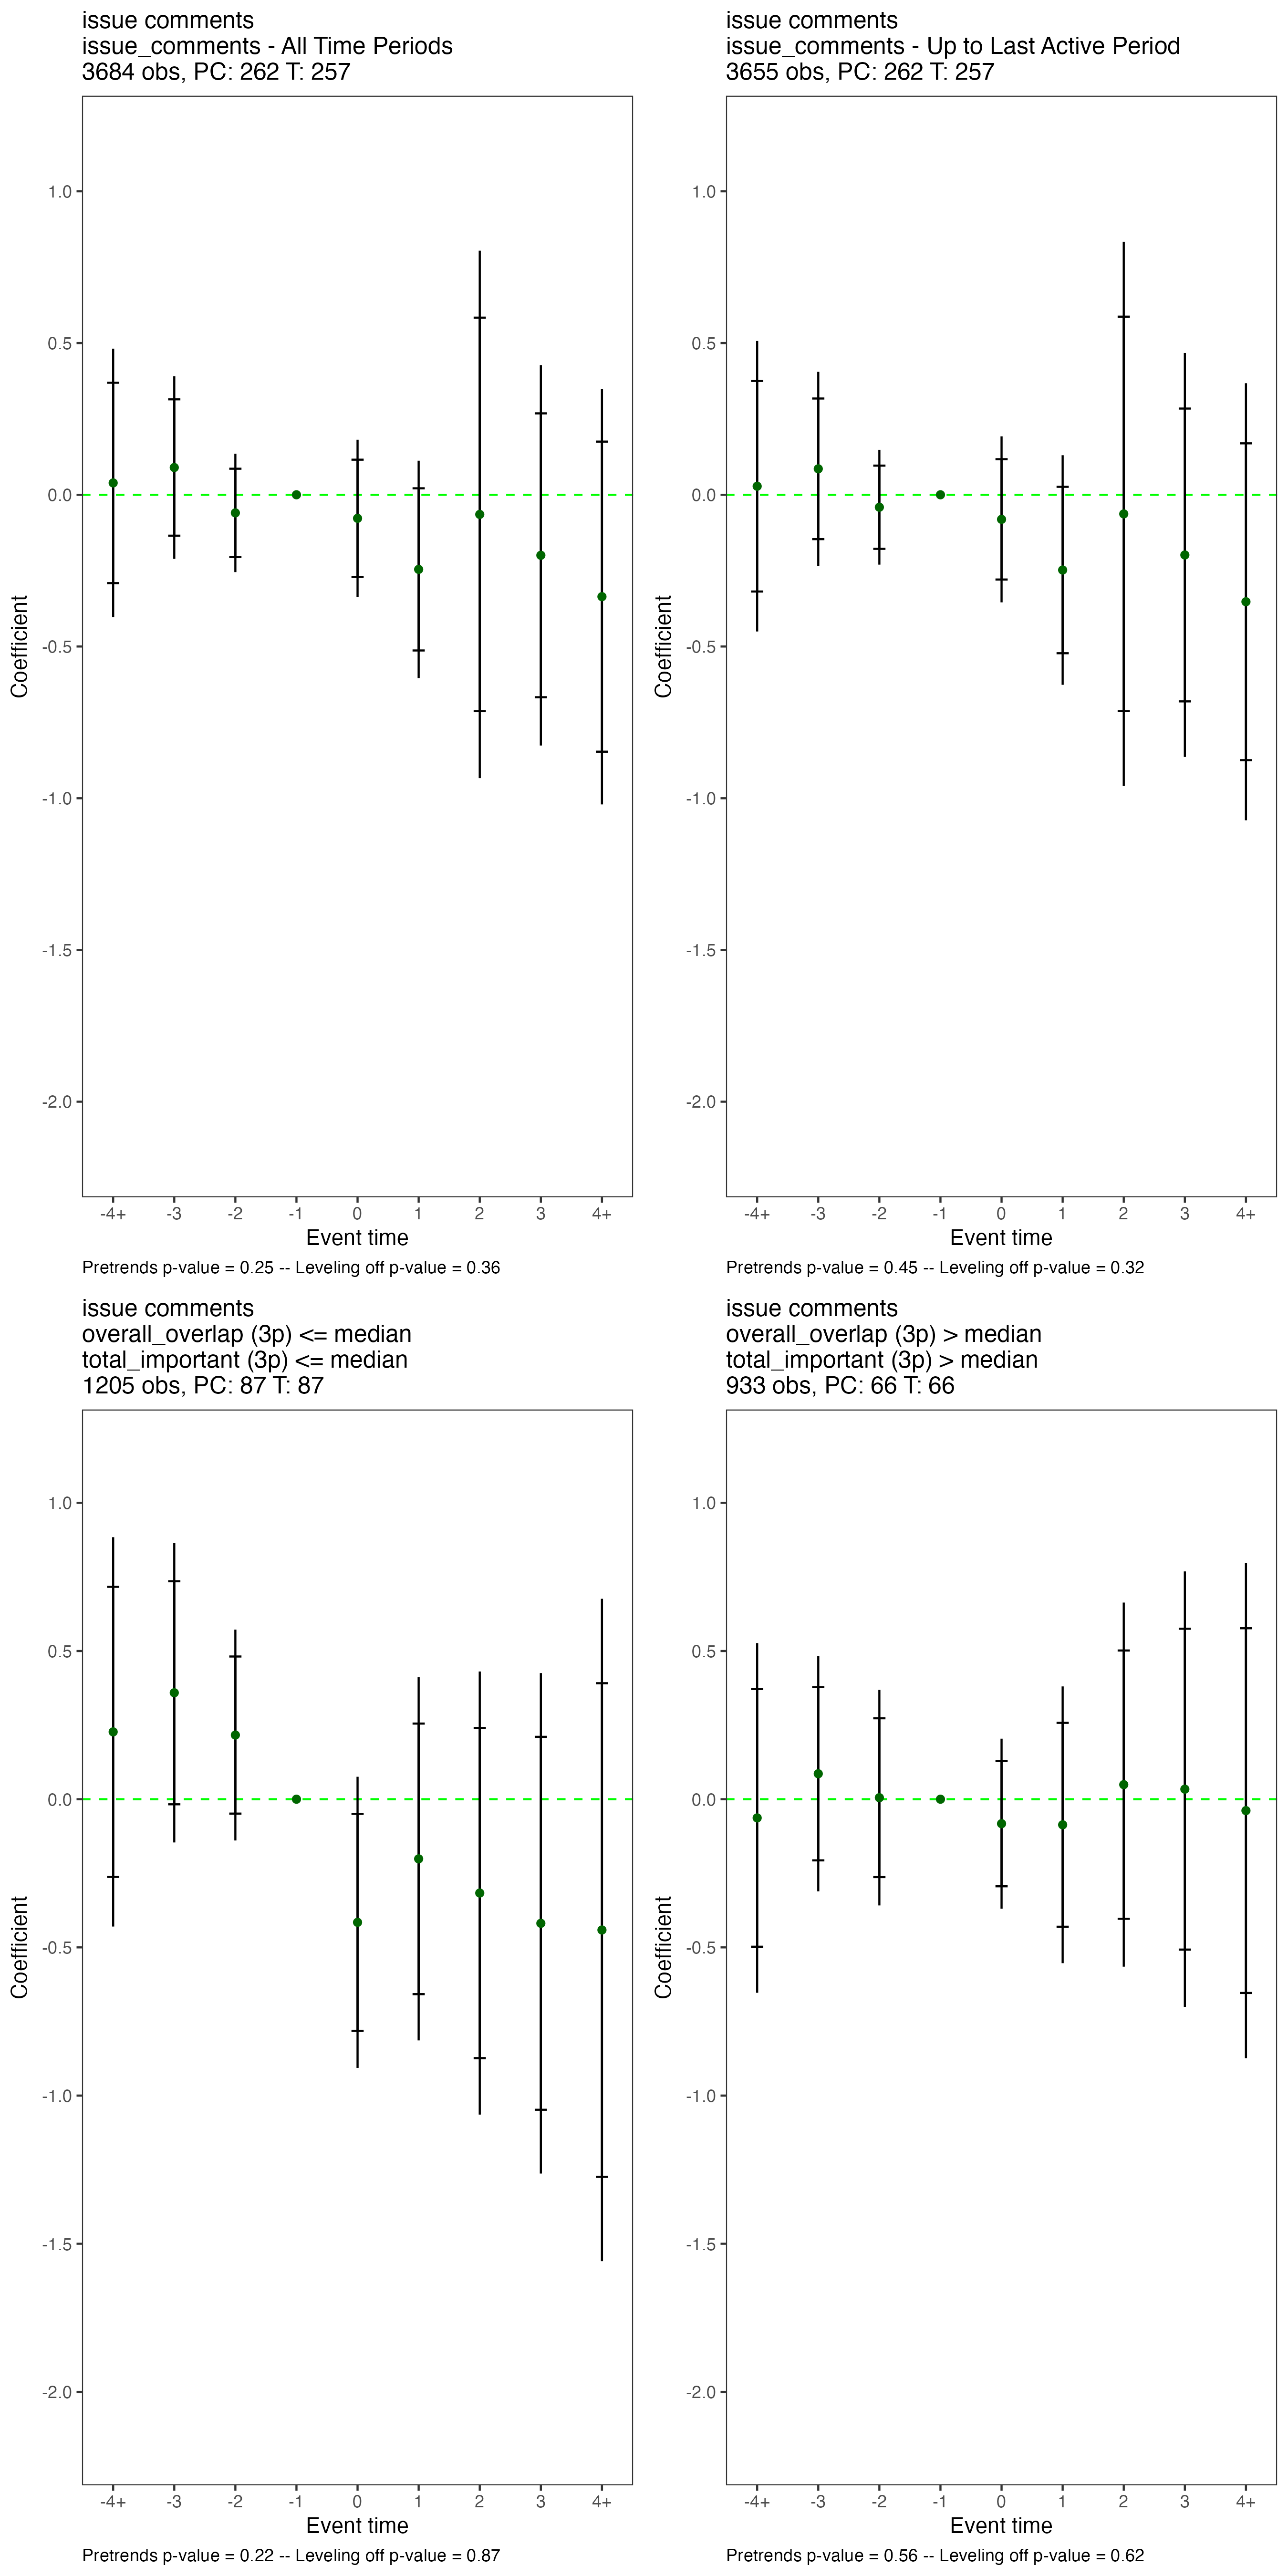 issue comments
issue_comments - All Time Periods
3684 obs, PC: 262 T: 257
1.0
0.5
0.0
-0.5
-1.0
-1.5
-2.0
Coefficient
-4+ -3 -2 -1 0 1 2 3 4+
Event time
Pretrends p-value = 0.25 -- Leveling off p-value = 0.36
issue comments
issue_comments - Up to Last Active Period
3655 obs, PC: 262 T: 257
1.0
0.5
0.0
-0.5
-1.0
-1.5
-2.0
Coefficient
-4+ -3 -2 -1 0 1 2 3 4+
Event time
Pretrends p-value = 0.45 -- Leveling off p-value = 0.32
issue comments
overall_overlap (3p) <= median
total_important (3p) <= median
1205 obs, PC: 87 T: 87
1.0
0.5
0.0
-0.5
-1.0
-1.5
-2.0
Coefficient
-4+ -3 -2 -1 0 1 2 3 4+
Event time
Pretrends p-value = 0.22 -- Leveling off p-value = 0.87
issue comments
overall_overlap (3p) > median
total_important (3p) > median
933 obs, PC: 66 T: 66
1.0
0.5
0.0
-0.5
-1.0
-1.5
-2.0
Coefficient
-4+ -3 -2 -1 0 1 2 3 4+
Event time
Pretrends p-value = 0.56 -- Leveling off p-value = 0.62